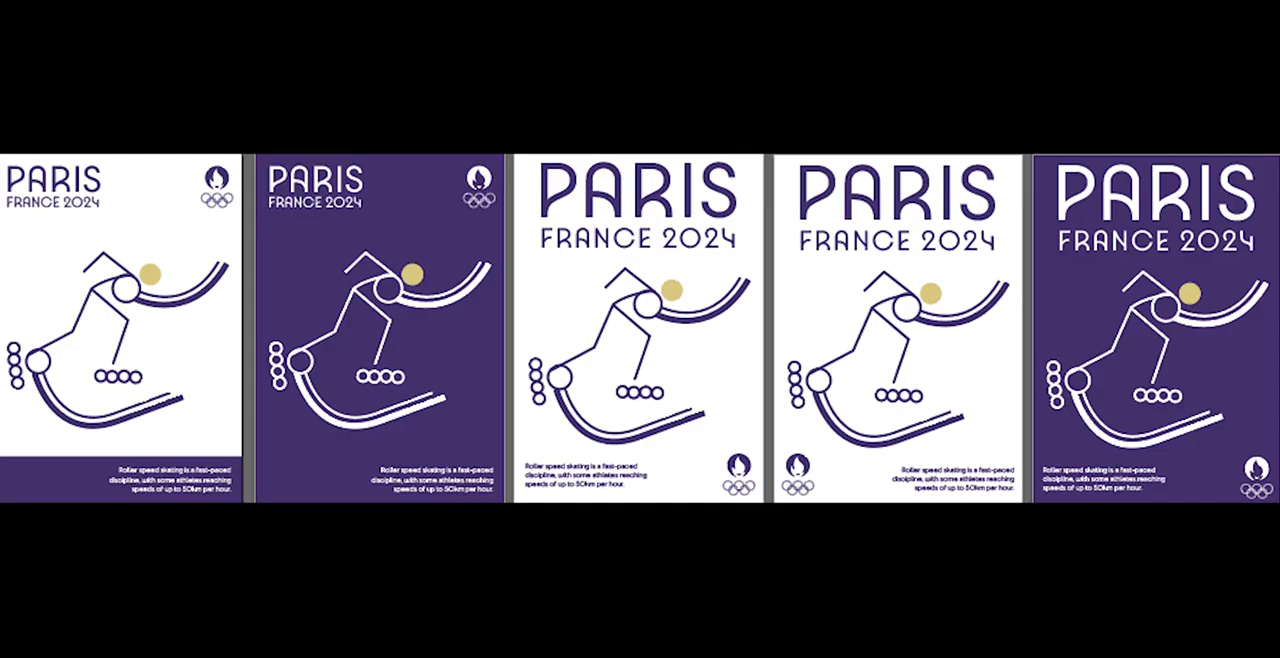 PARIS
FRANCE 2024
Roller speed skating is a fast-paced
discipline, with some athletes reaching
speeds of up to 50km per hour.
PARIS
FRANCE 2024
Roller speed skating is a fast-paced
discipline, with some athletes reaching
speeds of up to 50km per hour.
PARIS
FRANCE 2024
Roller speed skating is a fast-paced
discipline, with some athletes reaching
speeds of up to 50km per hour.
PARIS
FRANCE 2024
Roller speed skating is a fast-paced
discipline, with some athletes reaching
speeds of up to 50km per hour.
PARIS
FRANCE 2024
Roller speed skating is a fast-paced
discipline, with some athletes reaching
speeds of up to 50km per hour.